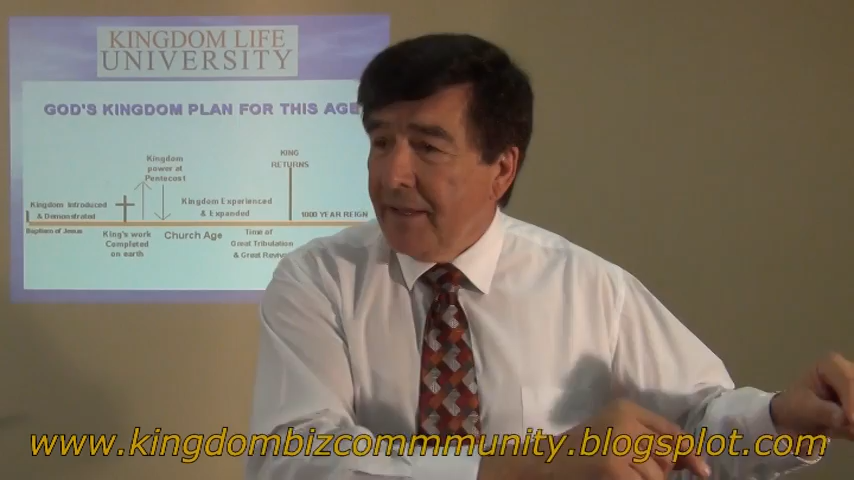 KINGDOM LIFE
UNIVERSITY
GOD'S KINGDOM PLAN FOR THIS AGE
Kingdom
power at
Pentecost
KING
RETURNS
Kingdom Introduced
& Demonstrated
Kingdom Experienced
& Expanded
1000 YEAR REIGN
Baptism of Jesus
King's work
Completed
on earth
Church Age
Time of
Great Tribulation
& Great
www.kingdombizcommmunity.blogsplot.com